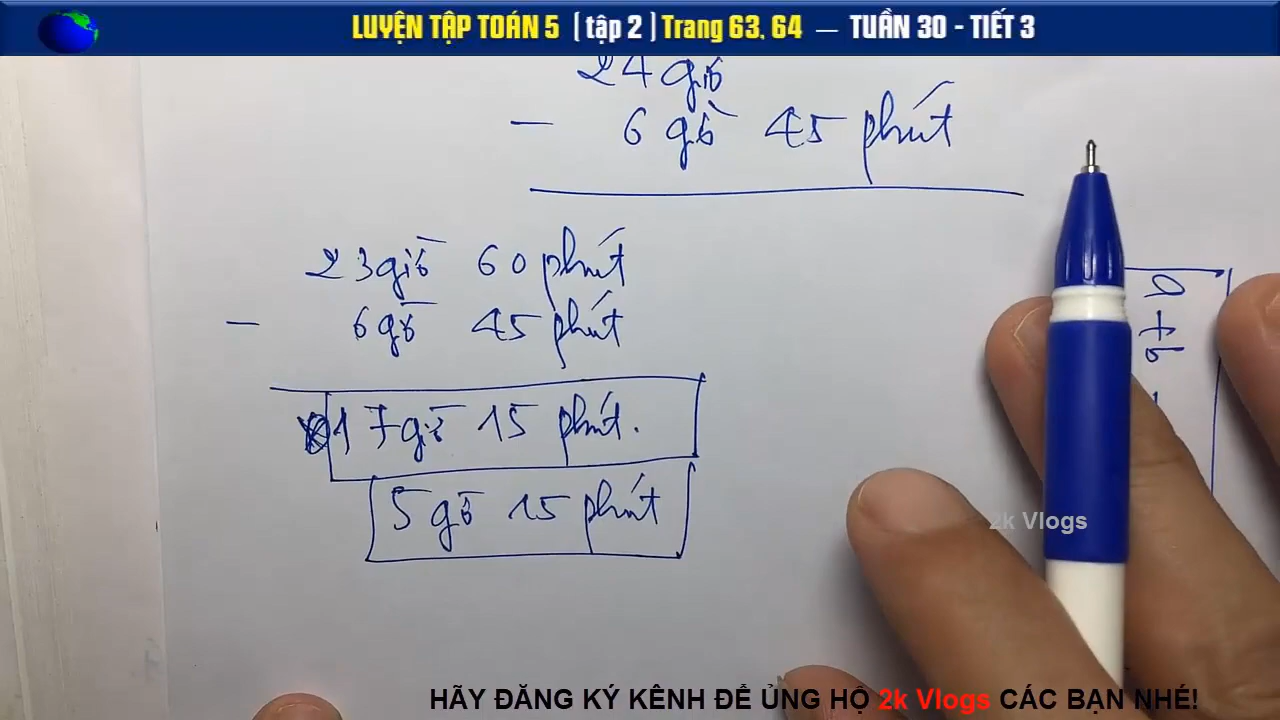 LUYỆN TẬP TOÁN 5 ( tập 2 ) Trang 63, 64 — TUẦN 30 - TIẾT 3
24 giờ
- 6 giờ 45 phút
23 giờ 60 phút
- 6 giờ 45 phút
17 giờ 15 phút.
5 giờ 15 phút
a + b
2k Vlogs
HÃY ĐĂNG KÝ KÊNH ĐỂ ỦNG HỘ 2k Vlogs CÁC BẠN NHÉ!